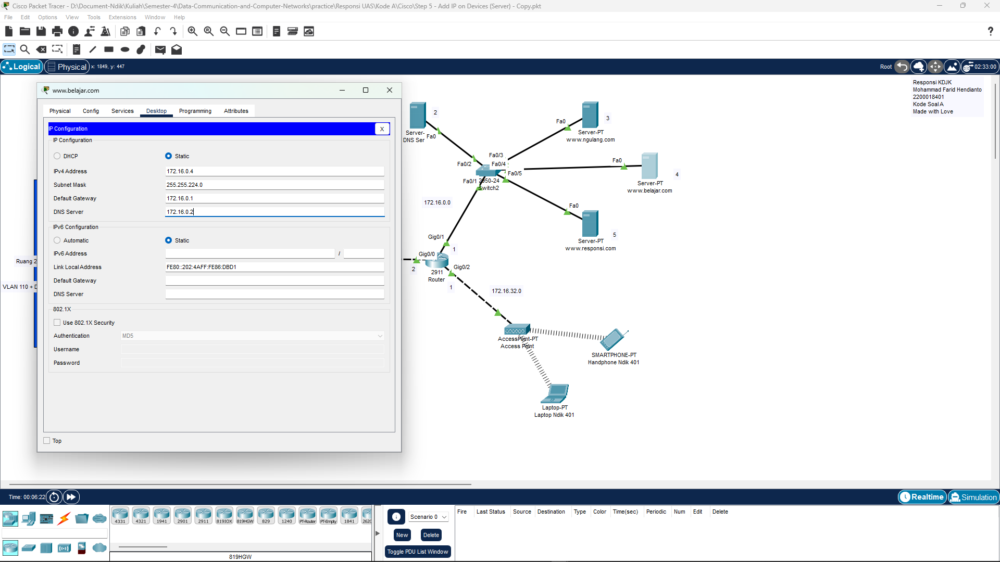 Cisco Packet Tracer - D:\Document-Ndik\Kuliah\Semester-4\Data-Communication-and-Computer-Networks\practice\Responsi UAS\Kode A\Cisco\Step 5 - Add IP on Devices (Server) - Copy.pkt
File Edit Options View Tools Extensions Window Help
Logical Physical x: 1849, y: 447 Root 02:33:00
Responsi KDJK
Mohammad Farid Hendianto
2200018401
Kode Soal A
Made with Love
www.belajar.com
Physical Config Services Desktop Programming Attributes
IP Configuration X
IP Configuration
DHCP Static
IPv4 Address 172.16.0.4
Subnet Mask 255.255.224.0
Default Gateway 172.16.0.1
DNS Server 172.16.0.2
IPv6 Configuration
Automatic Static
IPv6 Address /
Link Local Address FE80::202:4AFF:FE86:DBD1
Default Gateway
DNS Server
802.1X
Use 802.1X Security
Authentication MD5
Username
Password
Top
Ruang 2
VLAN 110 + D
2
Server-
DNS Ser
Fa0
Fa0
3
Server-PT
www.ngulang.com
Fa0/3
Fa0/2
Fa0/4
Fa0/5
Fa0/1
2950-24
Switch2
Fa0
4
Server-PT
www.belajar.com
172.16.0.0
Fa0
5
Server-PT
www.responsi.com
Gig0/1
1
Gig0/0
2
Gig0/2
2911
Router
1
172.16.32.0
AccessPoint-PT
Access Point
SMARTPHONE-PT
Handphone Ndik 401
Laptop-PT
Laptop Ndik 401
Time: 00:06:22 Realtime Simulation
4331 4321 1941 2901 2911 819IOX 819HGW 829 1240 PT-Router PT-Empty 1841 2620
819HGW
Scenario 0
New Delete
Toggle PDU List Window
Fire Last Status Source Destination Type Color Time(sec) Periodic Num Edit Delete